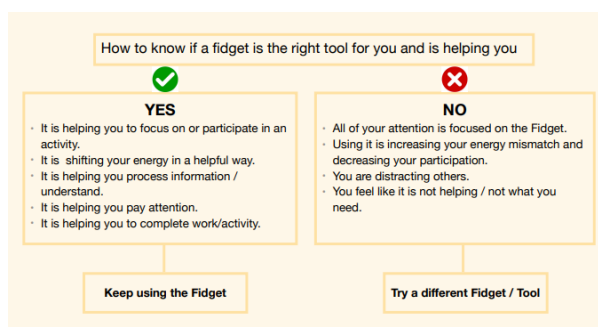 How to know if a fidget is the right tool for you and is helping you
YES
· It is helping you to focus on or participate in an
activity.
· It is shifting your energy in a helpful way.
· It is helping you process information /
understand.
· It is helping you pay attention.
· It is helping you to complete work/activity.
Keep using the Fidget
NO
· All of your attention is focused on the Fidget.
· Using it is increasing your energy mismatch and
decreasing your participation.
· You are distracting others.
· You feel like it is not helping / not what you
need.
Try a different Fidget / Tool